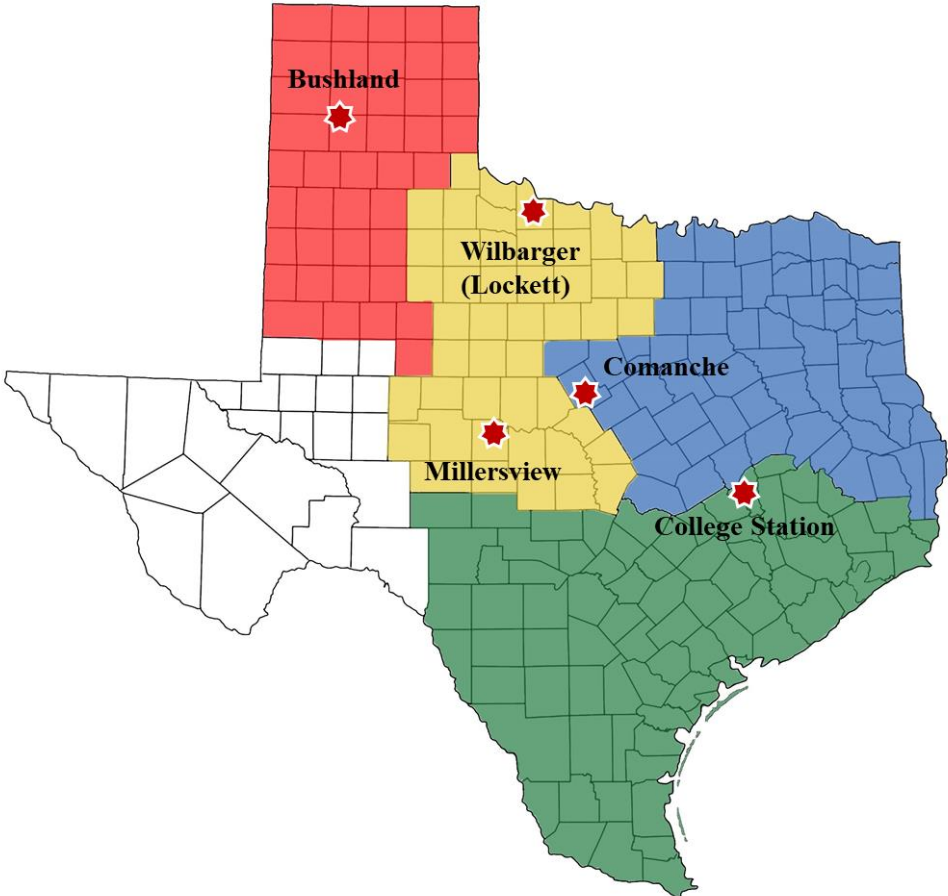 Bushland
Wilbarger
(Lockett)
Comanche
Millersview
College Station